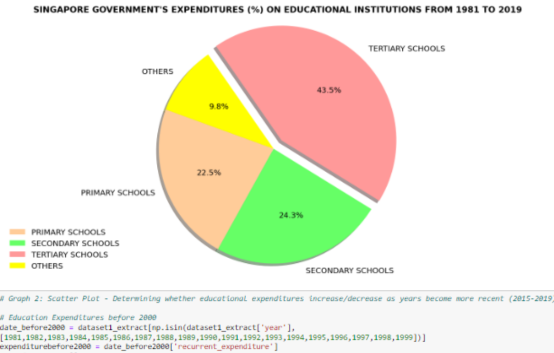 SINGAPORE GOVERNMENT'S EXPENDITURES (%) ON EDUCATIONAL INSTITUTIONS FROM 1981 TO 2019
TERTIARY SCHOOLS
OTHERS
43.5%
9.8%
22.5%
PRIMARY SCHOOLS
24.3%
PRIMARY SCHOOLS
SECONDARY SCHOOLS
TERTIARY SCHOOLS
OTHERS
SECONDARY SCHOOLS
# Graph 2: Scatter Plot - Determining whether educational expenditures increase/decrease as years become more recent (2015-2019)
# Education Expenditures before 2000
date_before2000 = dataset1_extract[np.isin(dataset1_extract['year'],
[1981,1982,1983,1984,1985,1986,1987,1988,1989,1990,1991,1992,1993,1994,1995,1996,1997,1998,1999])]
expenditurebefore2000 = date_before2000['recurrent_expenditure']